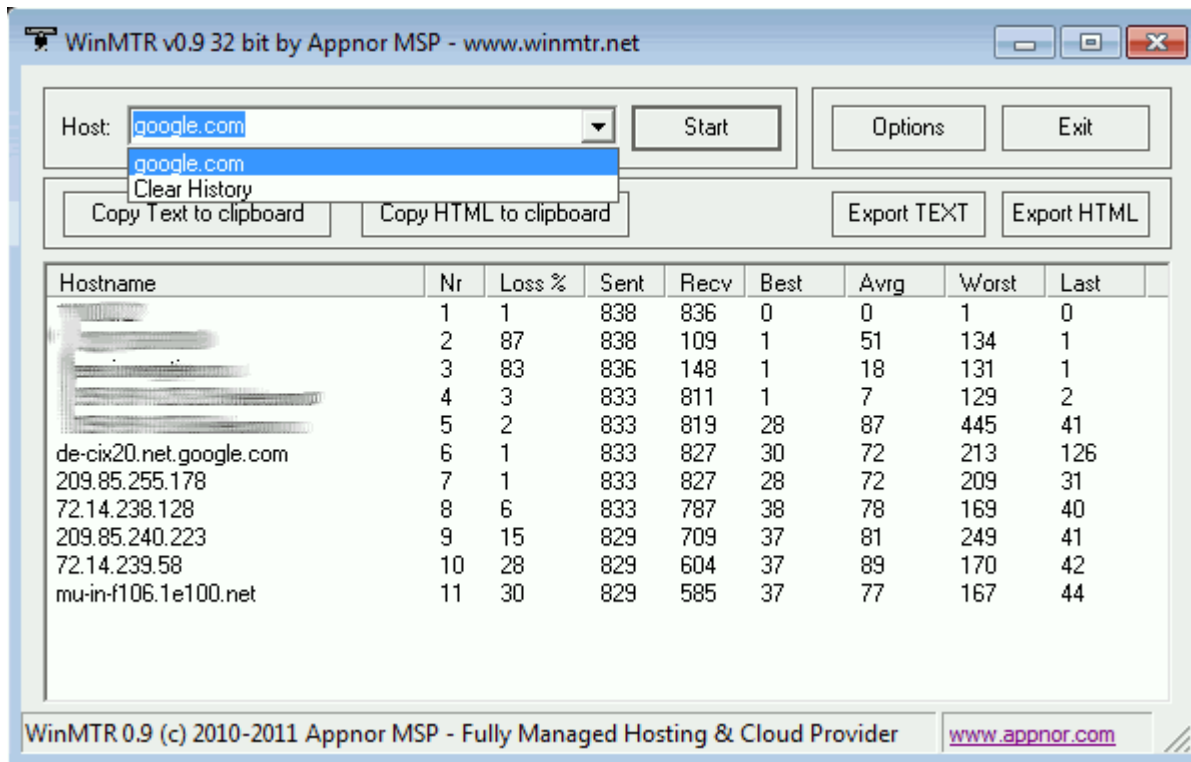 WinMTR v0.9 32 bit by Appnor MSP - www.winmtr.net
Host: google.com Start Options Exit
google.com
Clear History
Copy Text to clipboard Copy HTML to clipboard Export TEXT Export HTML
Hostname Nr Loss % Sent Recv Best Avrg Worst Last
1 1 838 836 0 0 1 0
2 87 838 109 1 51 134 1
3 83 836 148 1 18 131 1
4 3 833 811 1 7 129 2
5 2 833 819 28 87 445 41
de-cix20.net.google.com 6 1 833 827 30 72 213 126
209.85.255.178 7 1 833 827 28 72 209 31
72.14.238.128 8 6 833 787 38 78 169 40
209.85.240.223 9 15 829 709 37 81 249 41
72.14.239.58 10 28 829 604 37 89 170 42
mu-in-f106.1e100.net 11 30 829 585 37 77 167 44
WinMTR 0.9 (c) 2010-2011 Appnor MSP - Fully Managed Hosting & Cloud Provider www.appnor.com